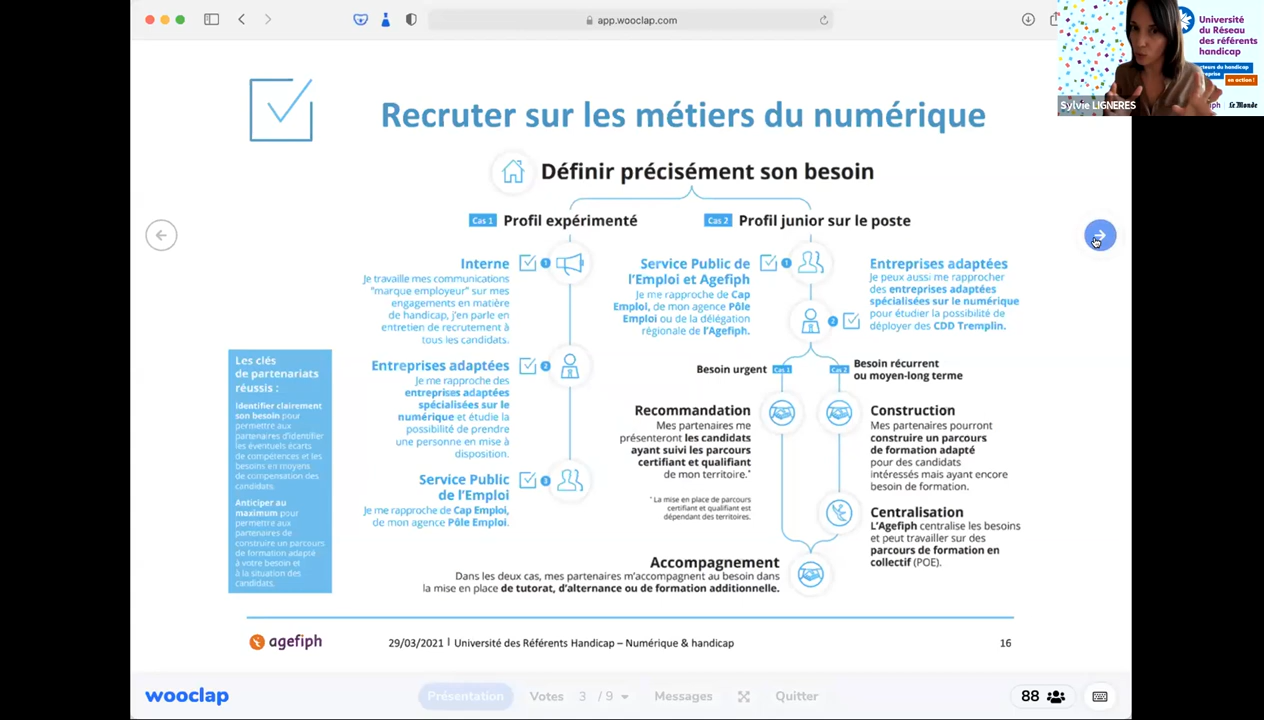 app.wooclap.com
Université
du Réseau
des référents
handicap
cteurs du handicap
en action !
Le Monde
Sylvie LIGNERES
Recruter sur les métiers du numérique
Définir précisément son besoin
Cas 1 Profil expérimenté
Cas 2 Profil junior sur le poste
Interne 1
Je travaille mes communications
"marque employeur" sur mes
engagements en matière
de handicap, j'en parle en
entretien de recrutement à
tous les candidats.
Entreprises adaptées 2
Je me rapproche des
entreprises adaptées
spécialisées sur le
numérique et étudie la
possibilité de prendre
une personne en mise à
disposition.
Service Public
de l'Emploi 3
Je me rapproche de Cap Emploi,
de mon agence Pôle Emploi.
Service Public de 1
l'Emploi et Agefiph
Je me rapproche de Cap
Emploi, de mon agence Pôle
Emploi ou de la délégation
régionale de l'Agefiph.
2
Entreprises adaptées
Je peux aussi me rapprocher
des entreprises adaptées
spécialisées sur le numérique
pour étudier la possibilité de
déployer des CDD Tremplin.
Besoin urgent Cas 1
Cas 2 Besoin récurrent
ou moyen-long terme
Recommandation
Mes partenaires me
présenteront les candidats
ayant suivi les parcours
certifiant et qualifiant
de mon territoire.*
* La mise en place de parcours
certifiant et qualifiant est
dépendant des territoires.
Construction
Mes partenaires pourront
construire un parcours
de formation adapté
pour des candidats
intéressés mais ayant encore
besoin de formation.
Centralisation
L'Agefiph centralise les besoins
et peut travailler sur des
parcours de formation en
collectif (POE).
Accompagnement
Dans les deux cas, mes partenaires m'accompagnent au besoin dans
la mise en place de tutorat, d'alternance ou de formation additionnelle.
Les clés
de partenariats
réussis :
Identifier clairement
son besoin pour
permettre aux
partenaires d'identifier
les éventuels écarts
de compétences et les
besoins en moyens
de compensation des
candidats.
Anticiper au
maximum pour
permettre aux
partenaires de
construire un parcours
de formation adapté
à votre besoin et
à la situation des
candidats.
agefiph
29/03/2021 | Université des Référents Handicap – Numérique & handicap
16
wooclap
Présentation
Votes 3 / 9
Messages
Quitter
88